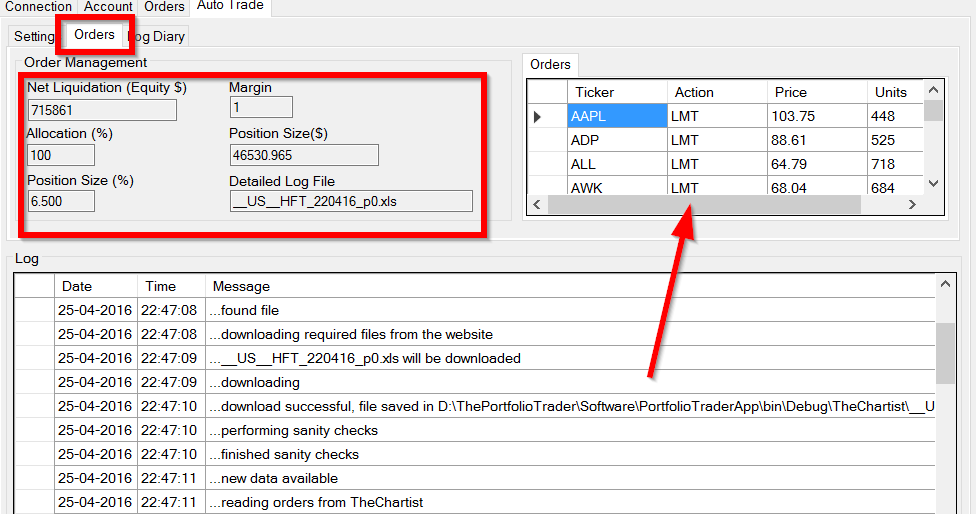 Connection Account Orders Auto Trade
Setting Orders Log Diary
Order Management
Net Liquidation (Equity $) Margin
715861 1
Allocation (%) Position Size($)
100 46530.965
Position Size (%) Detailed Log File
6.500 __US__HFT_220416_p0.xls
Orders
Ticker Action Price Units
AAPL LMT 103.75 448
ADP LMT 88.61 525
ALL LMT 64.79 718
AWK LMT 68.04 684
Log
Date Time Message
25-04-2016 22:47:08 ...found file
25-04-2016 22:47:08 ...downloading required files from the website
25-04-2016 22:47:09 ...__US__HFT_220416_p0.xls will be downloaded
25-04-2016 22:47:09 ...downloading
25-04-2016 22:47:10 ...download successful, file saved in D:\ThePortfolioTrader\Software\PortfolioTraderApp\bin\Debug\TheChartist\__U
25-04-2016 22:47:10 ...performing sanity checks
25-04-2016 22:47:10 ...finished sanity checks
25-04-2016 22:47:11 ...new data available
25-04-2016 22:47:11 ...reading orders from TheChartist